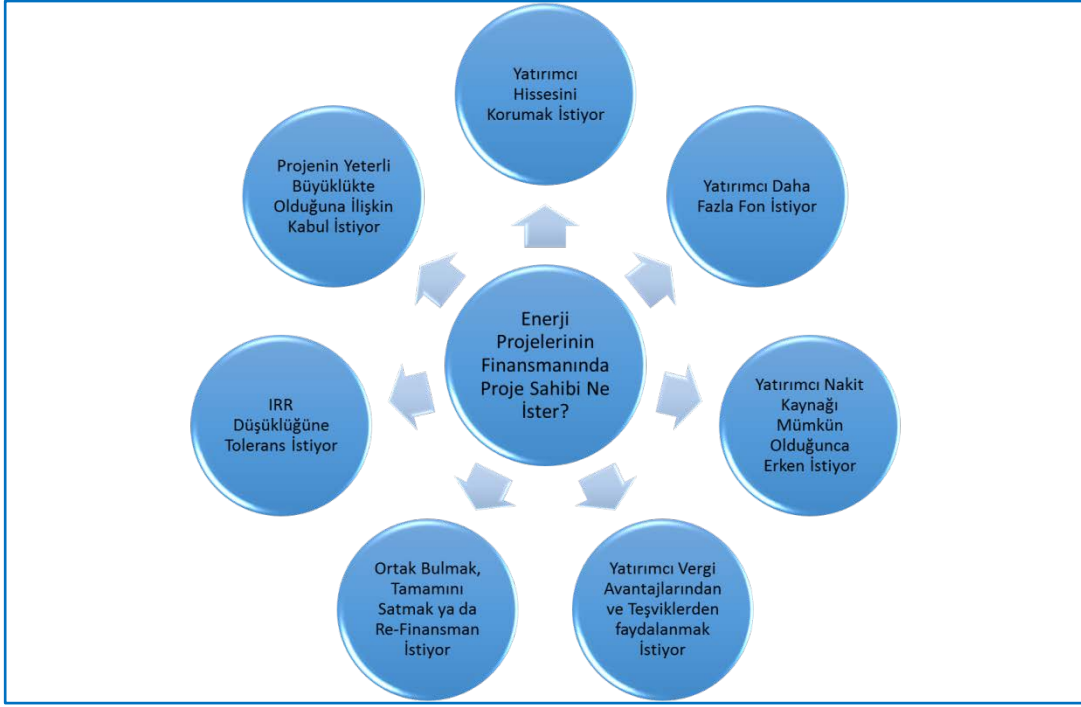 Yatırımcı
Hissesini
Korumak İstiyor
Yatırımcı Daha
Fazla Fon İstiyor
Yatırımcı Nakit
Kaynağı
Mümkün
Olduğunca
Erken İstiyor
Yatırımcı Vergi
Avantajlarından
ve Teşviklerden
faydalanmak
İstiyor
Ortak Bulmak,
Tamamını
Satmak ya da
Re-Finansman
İstiyor
IRR
Düşüklüğüne
Tolerans İstiyor
Projenin Yeterli
Büyüklükte
Olduğuna İlişkin
Kabul İstiyor
Enerji
Projelerinin
Finansmanında
Proje Sahibi Ne
İster?